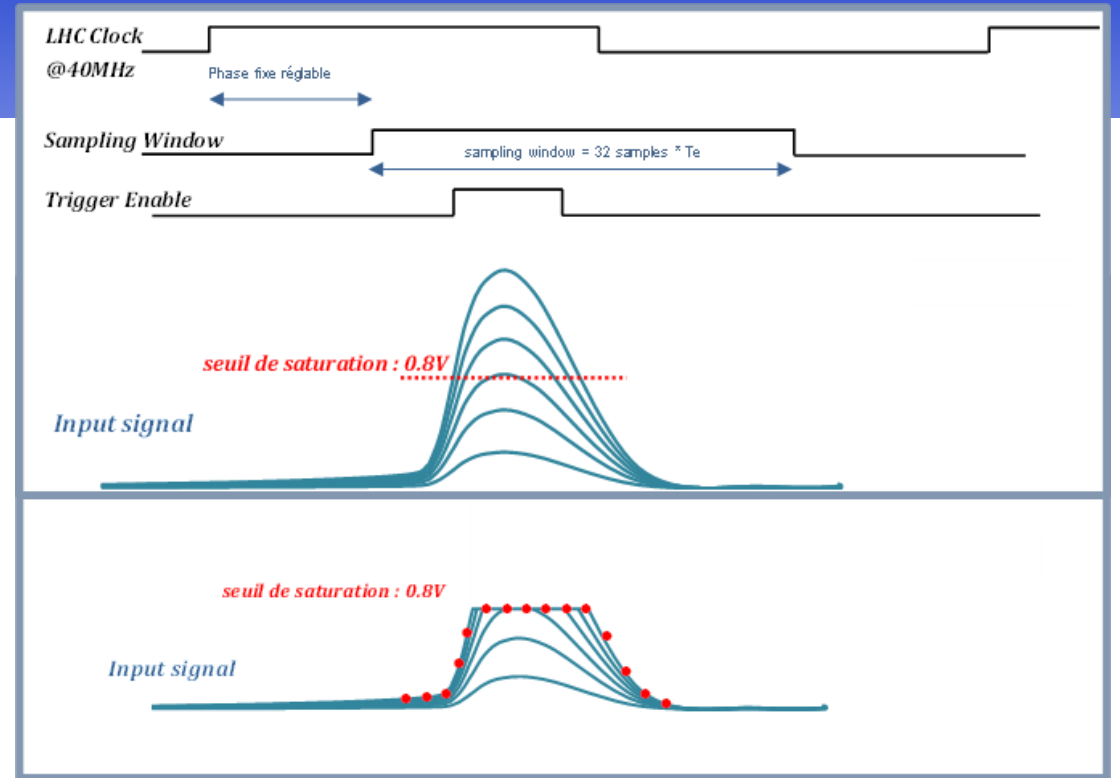 LHC Clock
@40MHz
Phase fixe réglable
Sampling Window
sampling window = 32 samples * Te
Trigger Enable
seuil de saturation : 0.8V
Input signal
seuil de saturation : 0.8V
Input signal